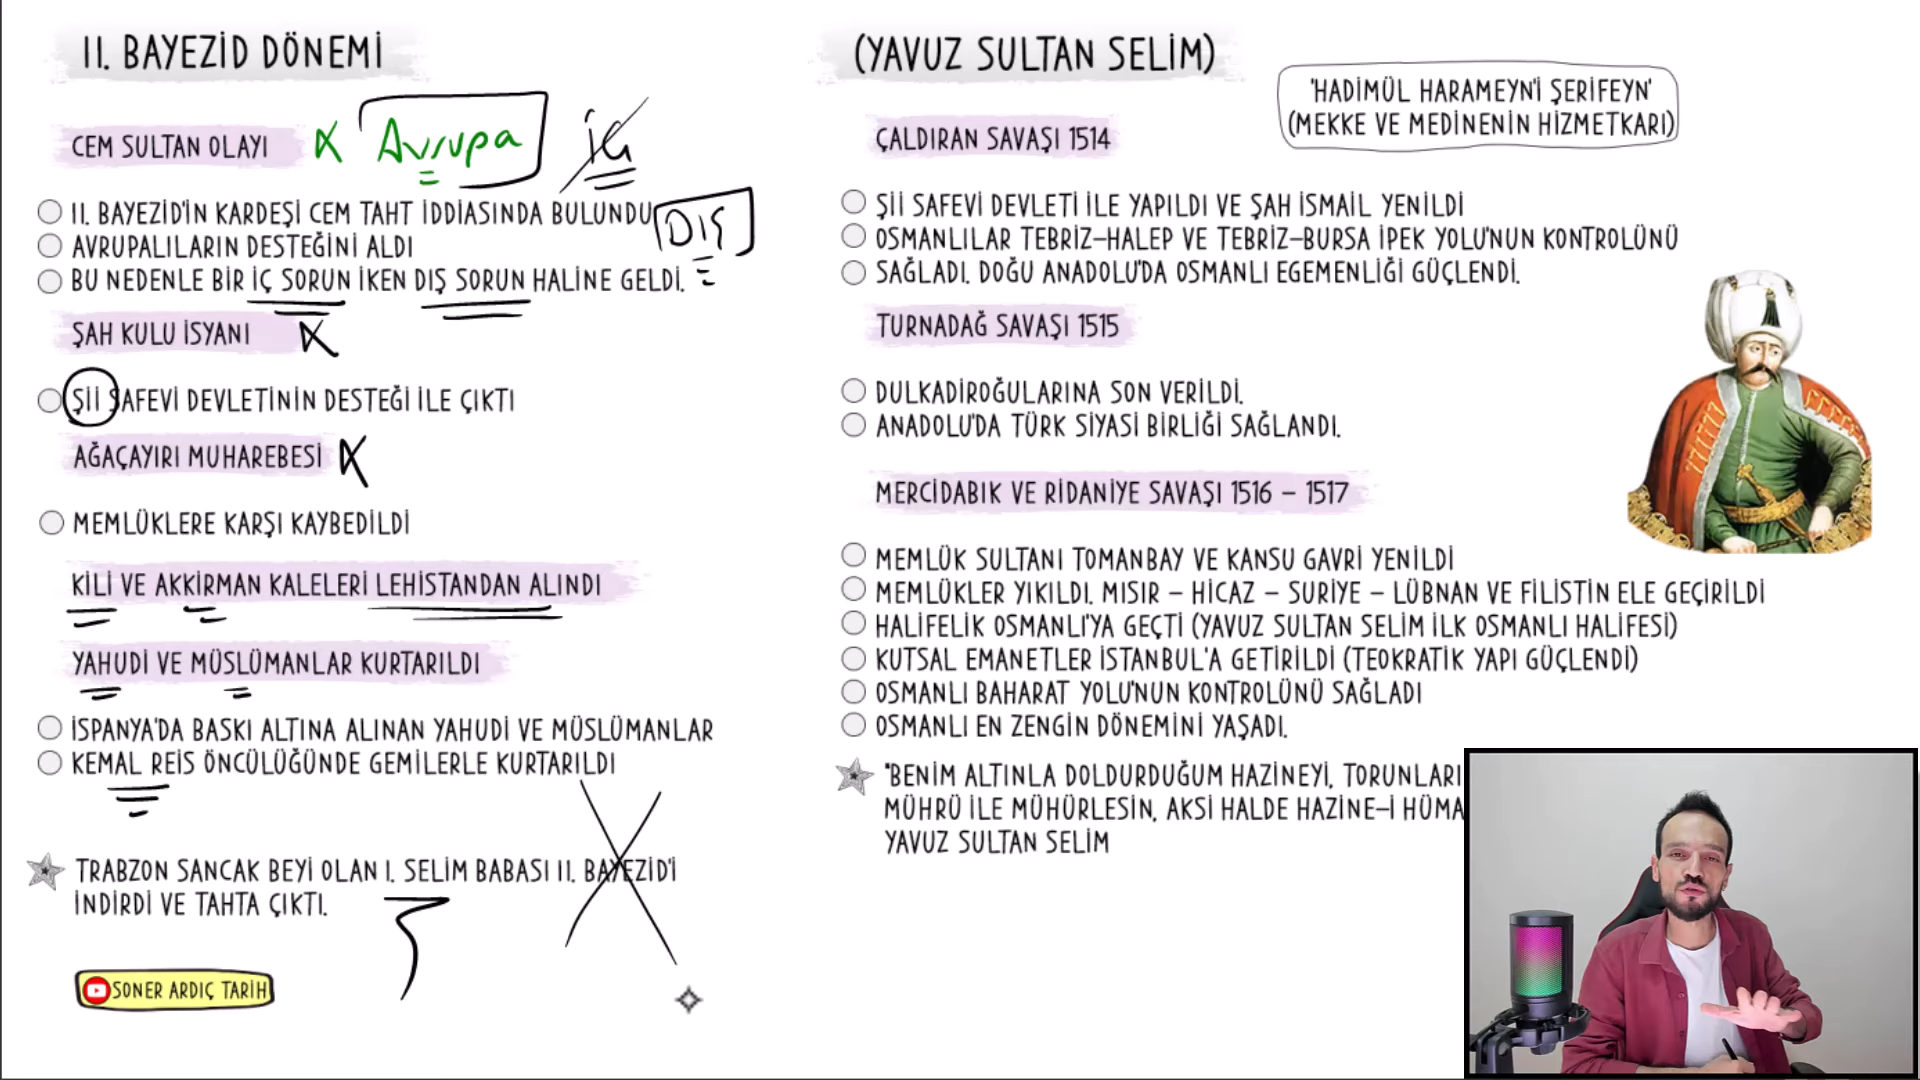 II. BAYEZİD DÖNEMİ
CEM SULTAN OLAYI
Avrupa
iç
II. BAYEZİD'İN KARDEŞİ CEM TAHT İDDİASINDA BULUNDU
DIŞ
AVRUPALILARIN DESTEĞİNİ ALDI
BU NEDENLE BİR İÇ SORUN İKEN DIŞ SORUN HALİNE GELDİ.
ŞAH KULU İSYANI
Şİİ SAFEVİ DEVLETİNİN DESTEĞİ İLE ÇIKTI
AĞAÇAYIRI MUHAREBESİ
MEMLÜKLERE KARŞI KAYBEDİLDİ
KİLİ VE AKKİRMAN KALELERİ LEHİSTANDAN ALINDI
YAHUDİ VE MÜSLÜMANLAR KURTARILDI
İSPANYA'DA BASKI ALTINA ALINAN YAHUDİ VE MÜSLÜMANLAR
KEMAL REİS ÖNCÜLÜĞÜNDE GEMİLERLE KURTARILDI
TRABZON SANCAK BEYİ OLAN I. SELİM BABASI II. BAYEZİD'İ
İNDİRDİ VE TAHTA ÇIKTI.
SONER ARDIÇ TARİH
(YAVUZ SULTAN SELİM)
'HADİMÜL HARAMEYN'İ ŞERİFEYN'
(MEKKE VE MEDİNENİN HİZMETKARI)
ÇALDIRAN SAVAŞI 1514
Şİİ SAFEVİ DEVLETİ İLE YAPILDI VE ŞAH İSMAİL YENİLDİ
OSMANLILAR TEBRİZ-HALEP VE TEBRİZ-BURSA İPEK YOLU'NUN KONTROLÜNÜ
SAĞLADI. DOĞU ANADOLU'DA OSMANLI EGEMENLİĞİ GÜÇLENDİ.
TURNADAĞ SAVAŞI 1515
DULKADİROĞULARINA SON VERİLDİ.
ANADOLU'DA TÜRK SİYASİ BİRLİĞİ SAĞLANDI.
MERCİDABIK VE RİDANİYE SAVAŞI 1516 - 1517
MEMLÜK SULTANI TOMANBAY VE KANSU GAVRİ YENİLDİ
MEMLÜKLER YIKILDI. MISIR - HİCAZ - SURİYE - LÜBNAN VE FİLİSTİN ELE GEÇİRİLDİ
HALİFELİK OSMANLI'YA GEÇTİ (YAVUZ SULTAN SELİM İLK OSMANLI HALİFESİ)
KUTSAL EMANETLER İSTANBUL'A GETİRİLDİ (TEOKRATİK YAPI GÜÇLENDİ)
OSMANLI BAHARAT YOLU'NUN KONTROLÜNÜ SAĞLADI
OSMANLI EN ZENGİN DÖNEMİNİ YAŞADI.
"BENİM ALTINLA DOLDURDUĞUM HAZİNEYİ, TORUNLARI
MÜHRÜ İLE MÜHÜRLESİN, AKSİ HALDE HAZİNE-İ HÜMA
YAVUZ SULTAN SELİM